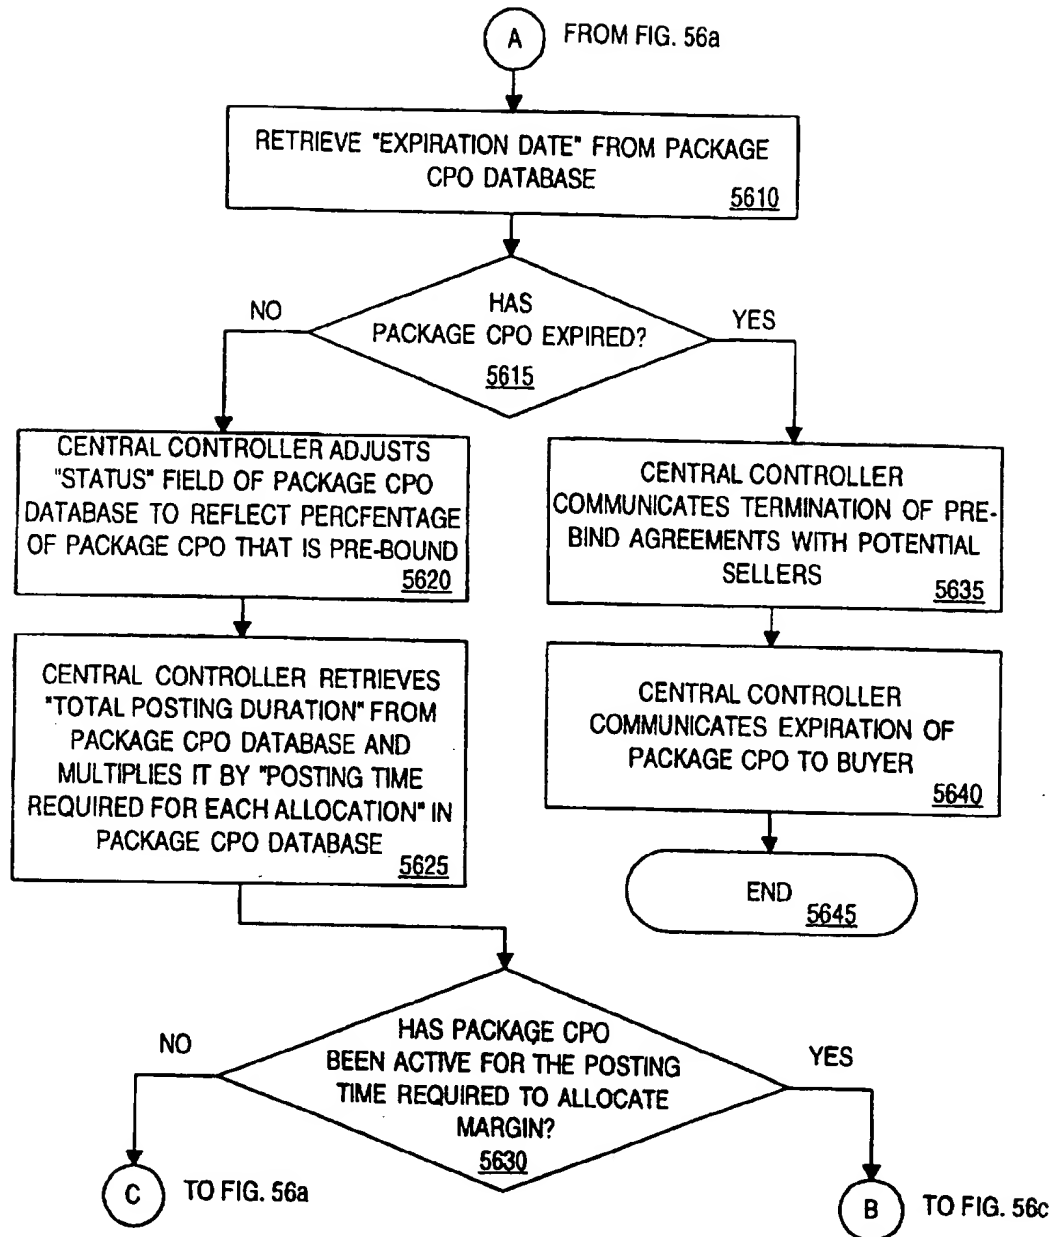 A
FROM FIG. 56a
RETRIEVE "EXPIRATION DATE" FROM PACKAGE
CPO DATABASE
5610
HAS
PACKAGE CPO EXPIRED?
5615
NO
YES
CENTRAL CONTROLLER ADJUSTS
"STATUS" FIELD OF PACKAGE CPO
DATABASE TO REFLECT PERCFENTAGE
OF PACKAGE CPO THAT IS PRE-BOUND
5620
CENTRAL CONTROLLER
COMMUNICATES TERMINATION OF PRE-
BIND AGREEMENTS WITH POTENTIAL
SELLERS
5635
CENTRAL CONTROLLER RETRIEVES
"TOTAL POSTING DURATION" FROM
PACKAGE CPO DATABASE AND
MULTIPLIES IT BY "POSTING TIME
REQUIRED FOR EACH ALLOCATION" IN
PACKAGE CPO DATABASE
5625
CENTRAL CONTROLLER
COMMUNICATES EXPIRATION OF
PACKAGE CPO TO BUYER
5640
END
5645
HAS PACKAGE CPO
BEEN ACTIVE FOR THE POSTING
TIME REQUIRED TO ALLOCATE
MARGIN?
5630
NO
YES
C
TO FIG. 56a
B
TO FIG. 56c